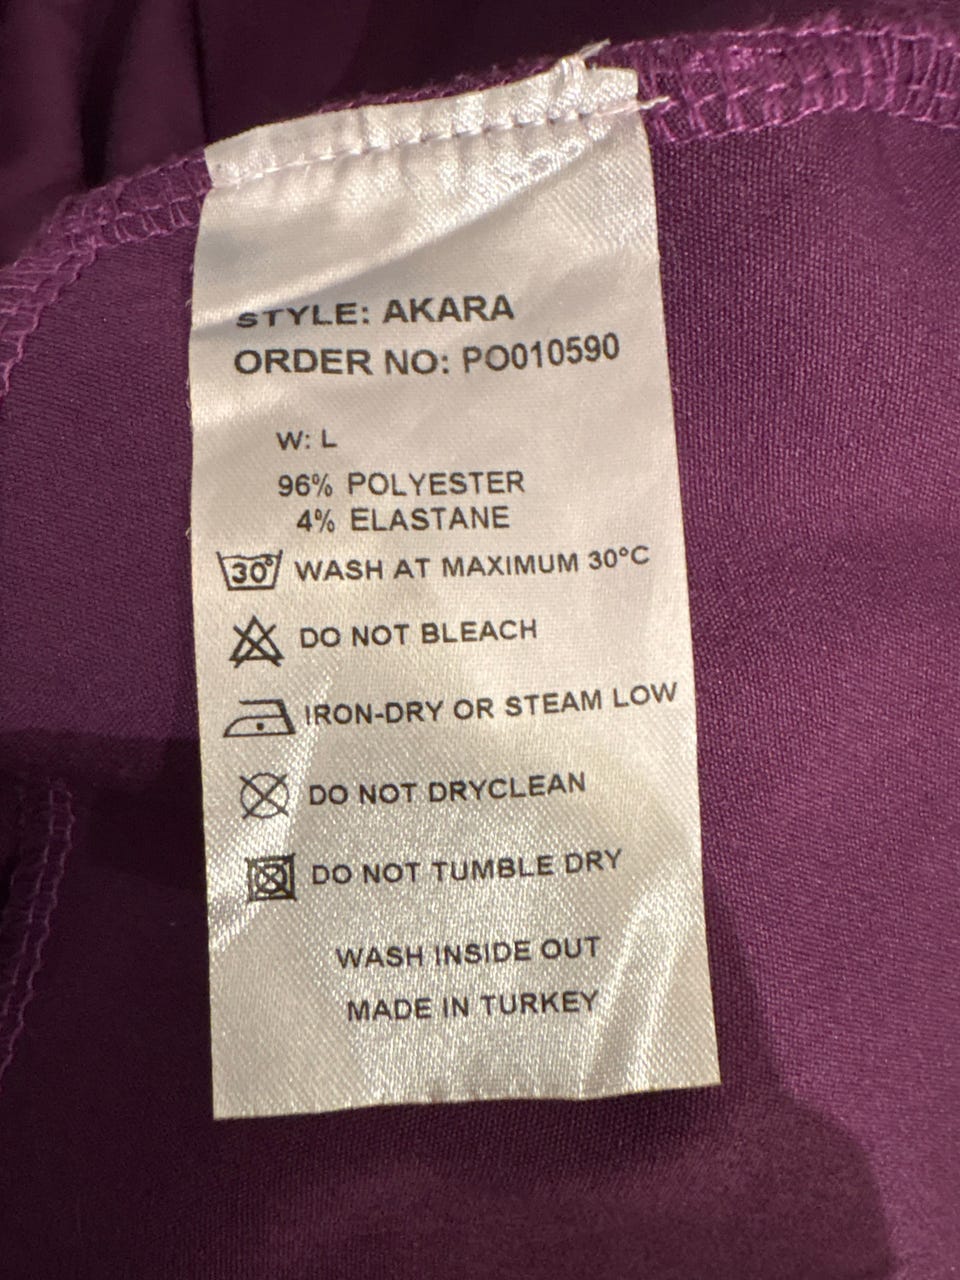 STYLE: AKARA
ORDER NO: PO010590
W: L
96% POLYESTER
4% ELASTANE
30° WASH AT MAXIMUM 30°C
DO NOT BLEACH
IRON-DRY OR STEAM LOW
DO NOT DRYCLEAN
DO NOT TUMBLE DRY
WASH INSIDE OUT
MADE IN TURKEY